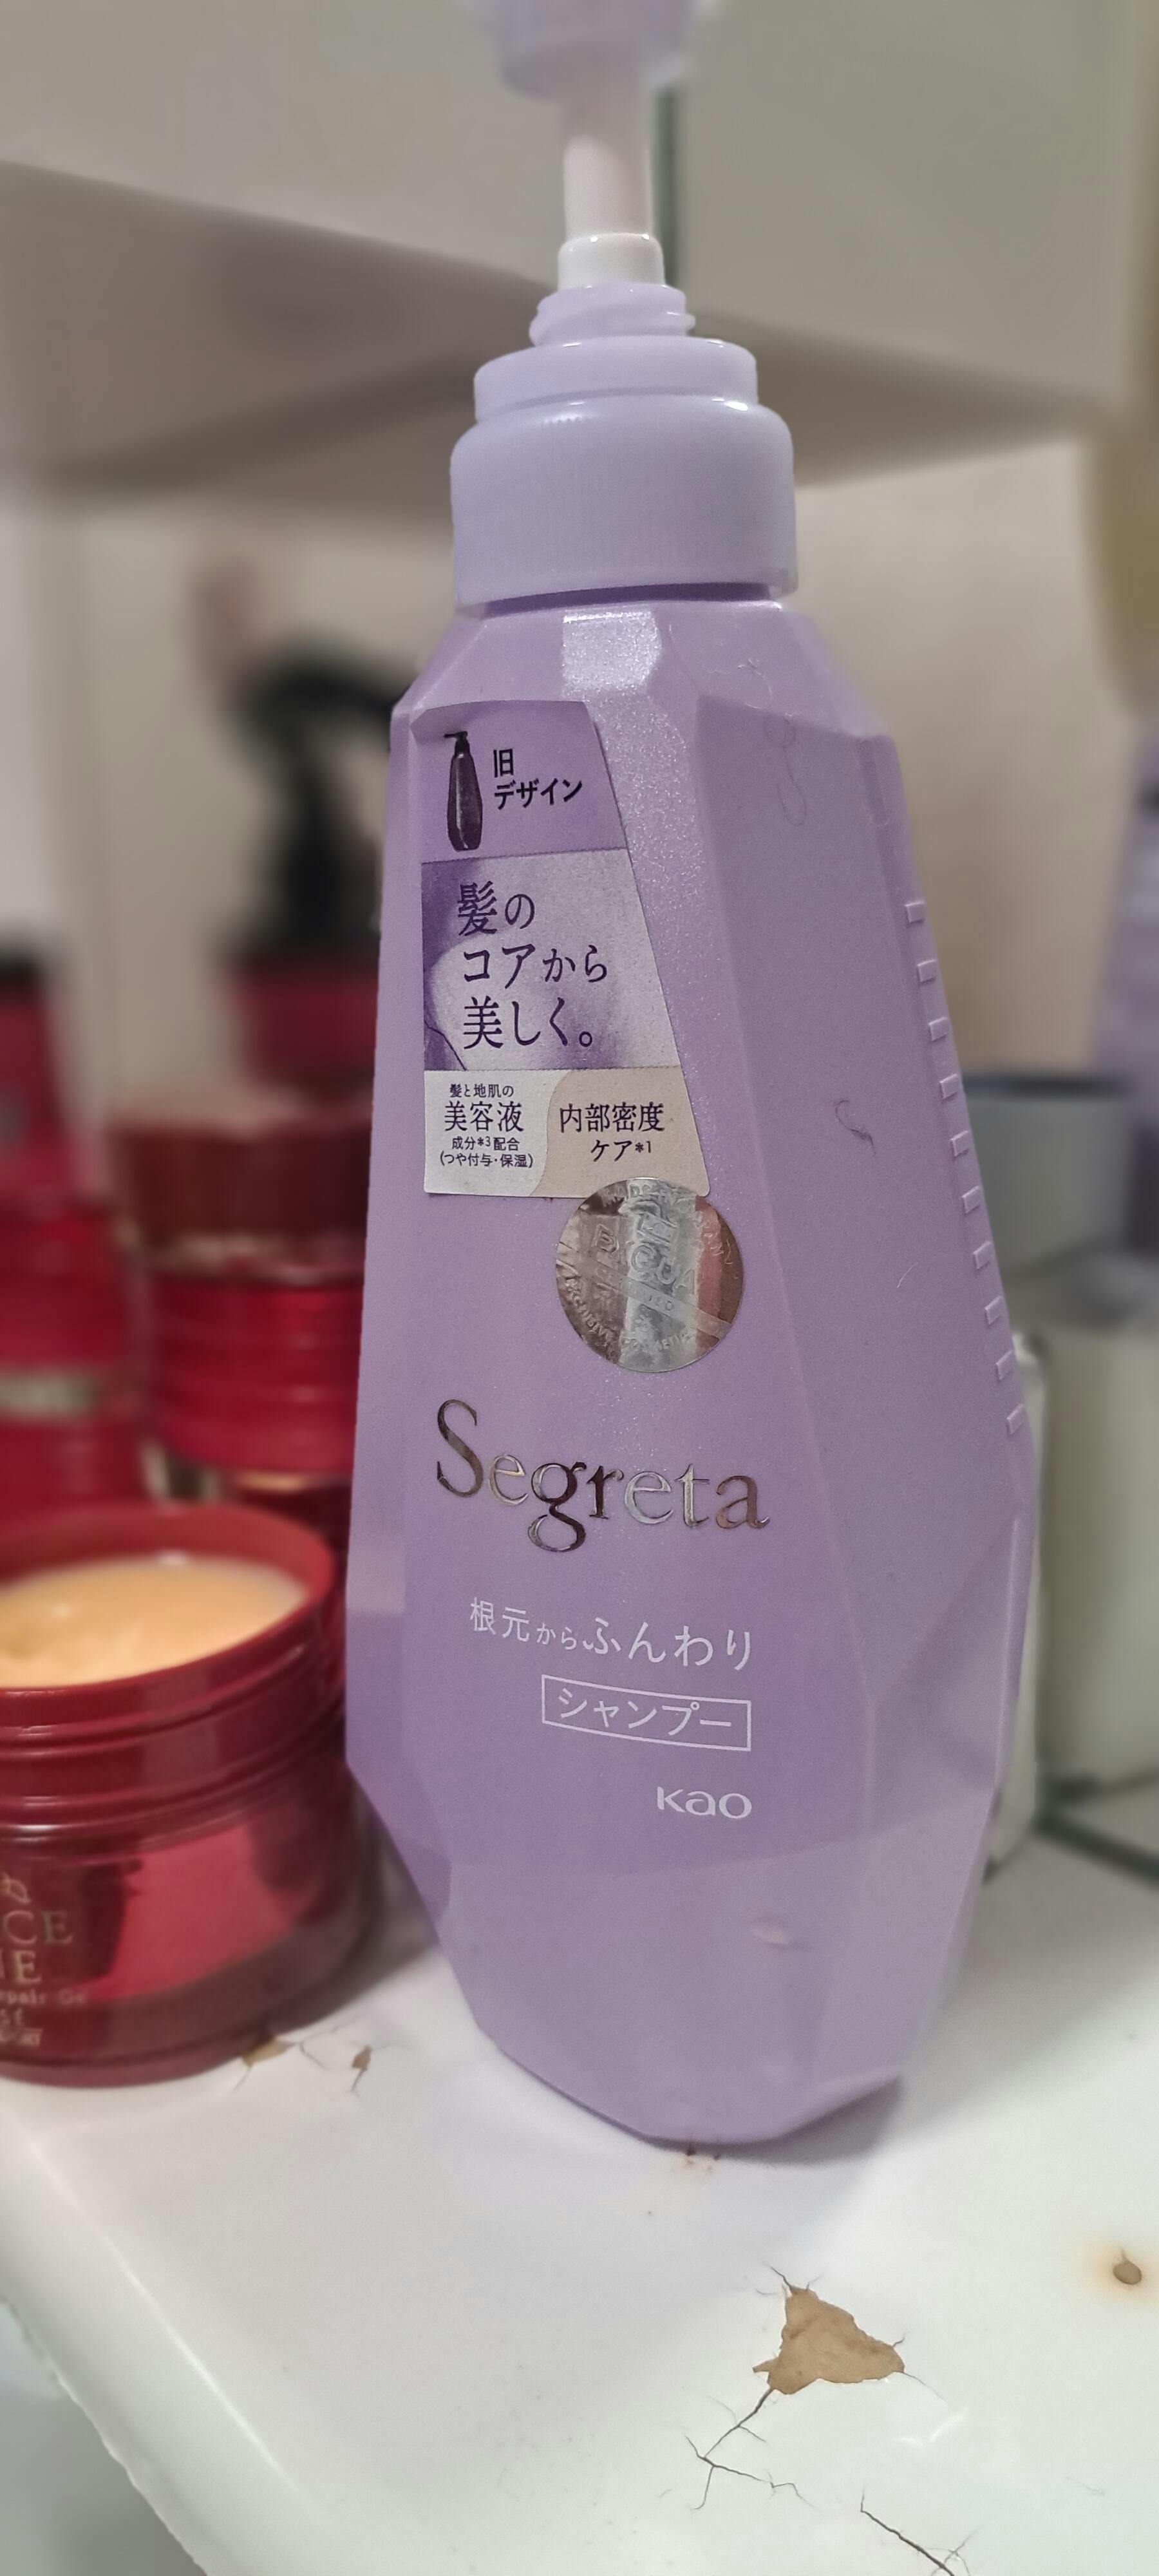 旧
デザイン
髪の
コアから
美しく。
髪と地肌の
美容液
成分*3配合
(つや付与・保湿)
内部密度
ケア*1
Segreta
根元からふんわり
シャンプー
Kao
CE
E